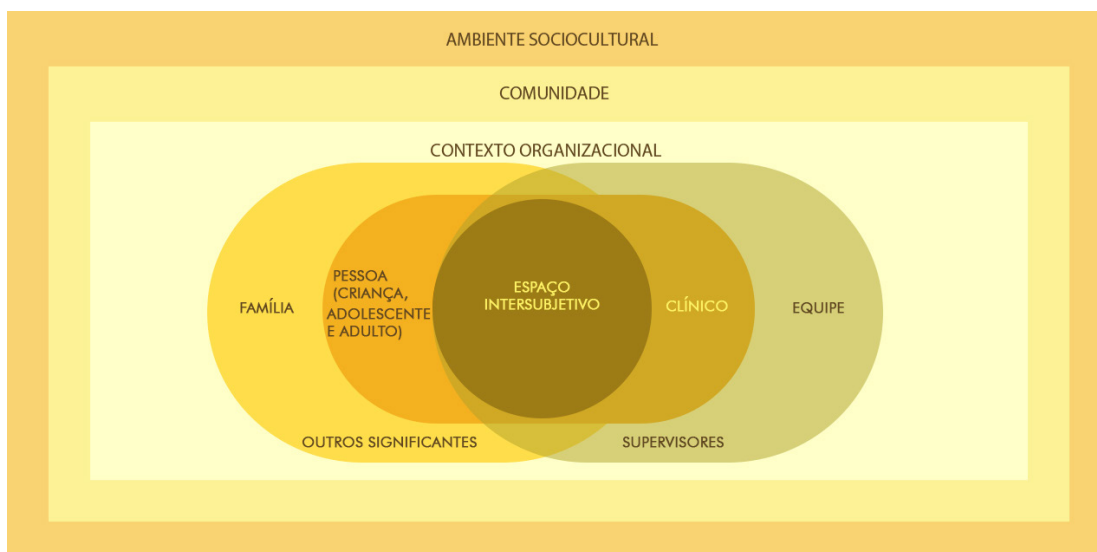 AMBIENTE SOCIOCULTURAL
COMUNIDADE
CONTEXTO ORGANIZACIONAL
FAMÍLIA
PESSOA
(CRIANÇA,
ADOLESCENTE
E ADULTO)
ESPAÇO
INTERSUBJETIVO
CLÍNICO
EQUIPE
OUTROS SIGNIFICANTES
SUPERVISORES